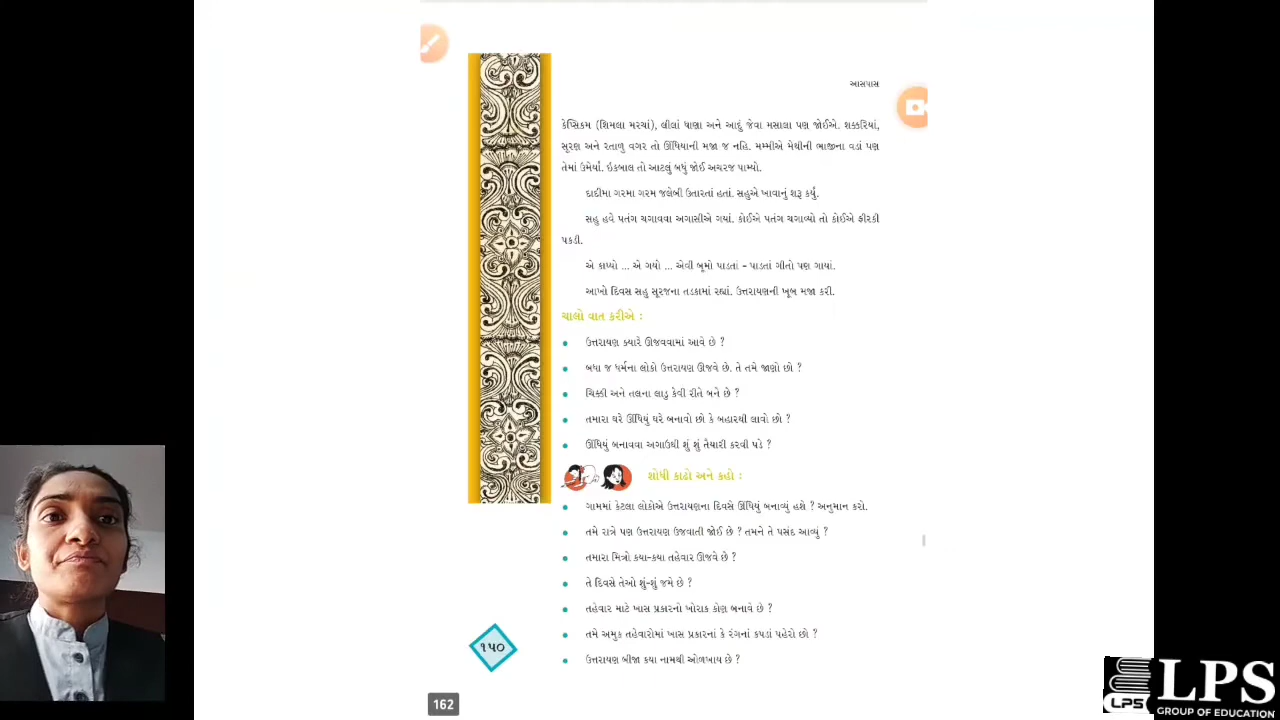 આસપાસ
કેપ્સિકમ (શિમલા મરચાં), લીલાં ધાણા અને આદું જેવા મસાલા પણ જોઈએ. શક્કરિયાં,
સૂરણ અને રતાળુ વગર તો ઊંધિયાની મજા જ નહિ. મમ્મીએ મેથીની ભાજીના વડાં પણ
તેમાં ઉમેર્યાં. ઇકબાલ તો આટલું બધું જોઈ અચરજ પામ્યો.
દાદીમા ગરમા ગરમ જલેબી ઉતારતાં હતાં. સહુએ ખાવાનું શરૂ કર્યું.
સહુ હવે પતંગ ચગાવવા અગાસીએ ગયાં. કોઈએ પતંગ ચગાવ્યો તો કોઈએ ફીરકી
પકડી.
એ કાપ્યો ... એ ગયો ... એવી બૂમો પાડતાં - પાડતાં ગીતો પણ ગાયાં.
આખો દિવસ સહુ સૂરજના તડકામાં રહ્યાં. ઉત્તરાયણની ખૂબ મજા કરી.
ચાલો વાત કરીએ :
• ઉત્તરાયણ ક્યારે ઊજવવામાં આવે છે ?
• બધા જ ધર્મના લોકો ઉત્તરાયણ ઊજવે છે. તે તમે જાણો છો ?
• ચિક્કી અને તલના લાડુ કેવી રીતે બને છે ?
• તમારા ઘરે ઊંધિયું ઘરે બનાવો છો કે બહારથી લાવો છો ?
• ઊંધિયું બનાવવા અગાઉથી શું શું તૈયારી કરવી પડે ?
શોધી કાઢો અને કહો :
• ગામમાં કેટલા લોકોએ ઉત્તરાયણના દિવસે ઊંધિયું બનાવ્યું હશે ? અનુમાન કરો.
• તમે રાત્રે પણ ઉત્તરાયણ ઉજવાતી જોઈ છે ? તમને તે પસંદ આવ્યું ?
• તમારા મિત્રો કયા-કયા તહેવાર ઊજવે છે ?
• તે દિવસે તેઓ શું-શું જમે છે ?
• તહેવાર માટે ખાસ પ્રકારનો ખોરાક કોણ બનાવે છે ?
• તમે અમુક તહેવારોમાં ખાસ પ્રકારનાં કે રંગનાં કપડાં પહેરો છો ?
• ઉત્તરાયણ બીજા કયા નામથી ઓળખાય છે ?
૧૫૦
162
LPS
LPS
GROUP OF EDUCATION